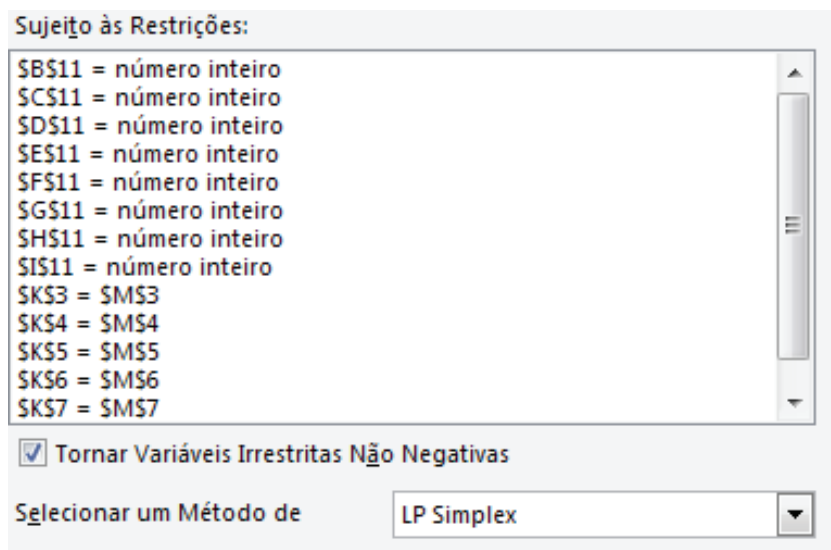 Sujeito às Restrições:
$B$11 = número inteiro
$C$11 = número inteiro
$D$11 = número inteiro
$E$11 = número inteiro
$F$11 = número inteiro
$G$11 = número inteiro
$H$11 = número inteiro
$I$11 = número inteiro
$K$3 = $M$3
$K$4 = $M$4
$K$5 = $M$5
$K$6 = $M$6
$K$7 = $M$7
Tornar Variáveis Irrestritas Não Negativas
Selecionar um Método de LP Simplex